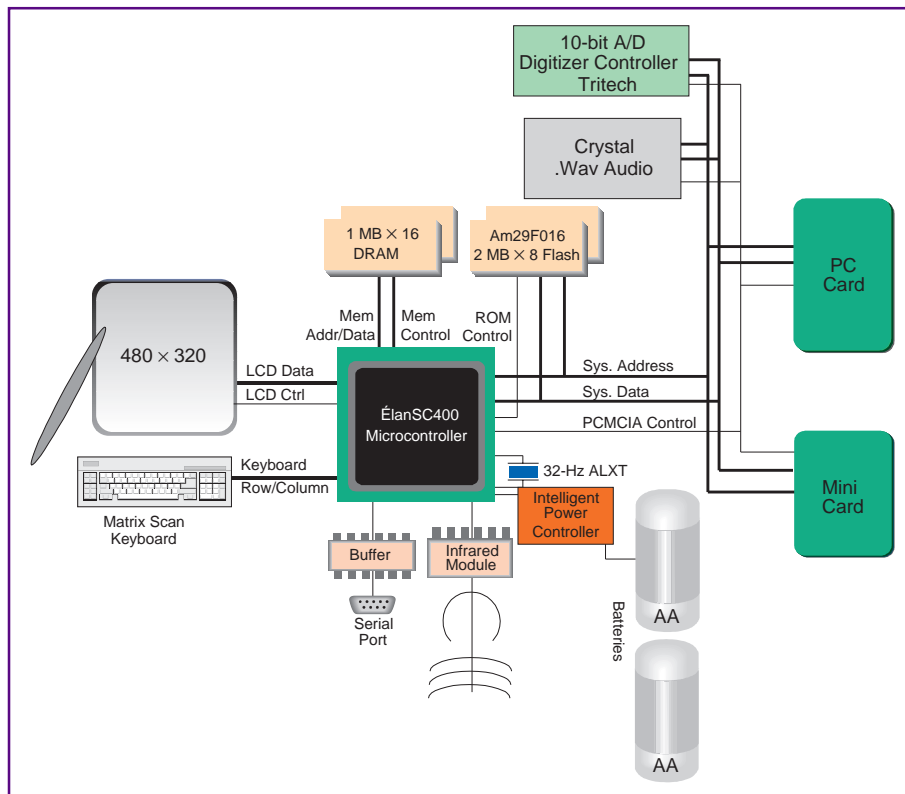 10-bit A/D
Digitizer Controller
Tritech
Crystal
.Wav Audio
1 MB × 16
DRAM
Am29F016
2 MB × 8 Flash
PC
Card
480 × 320
Mem
Addr/Data
Mem
Control
ROM
Control
LCD Data
LCD Ctrl
Sys. Address
Sys. Data
PCMCIA Control
ÉlanSC400
Microcontroller
Keyboard
Row/Column
Matrix Scan
Keyboard
32-Hz ALXT
Intelligent
Power
Controller
Mini
Card
Buffer
Infrared
Module
Serial
Port
Batteries
AA
AA